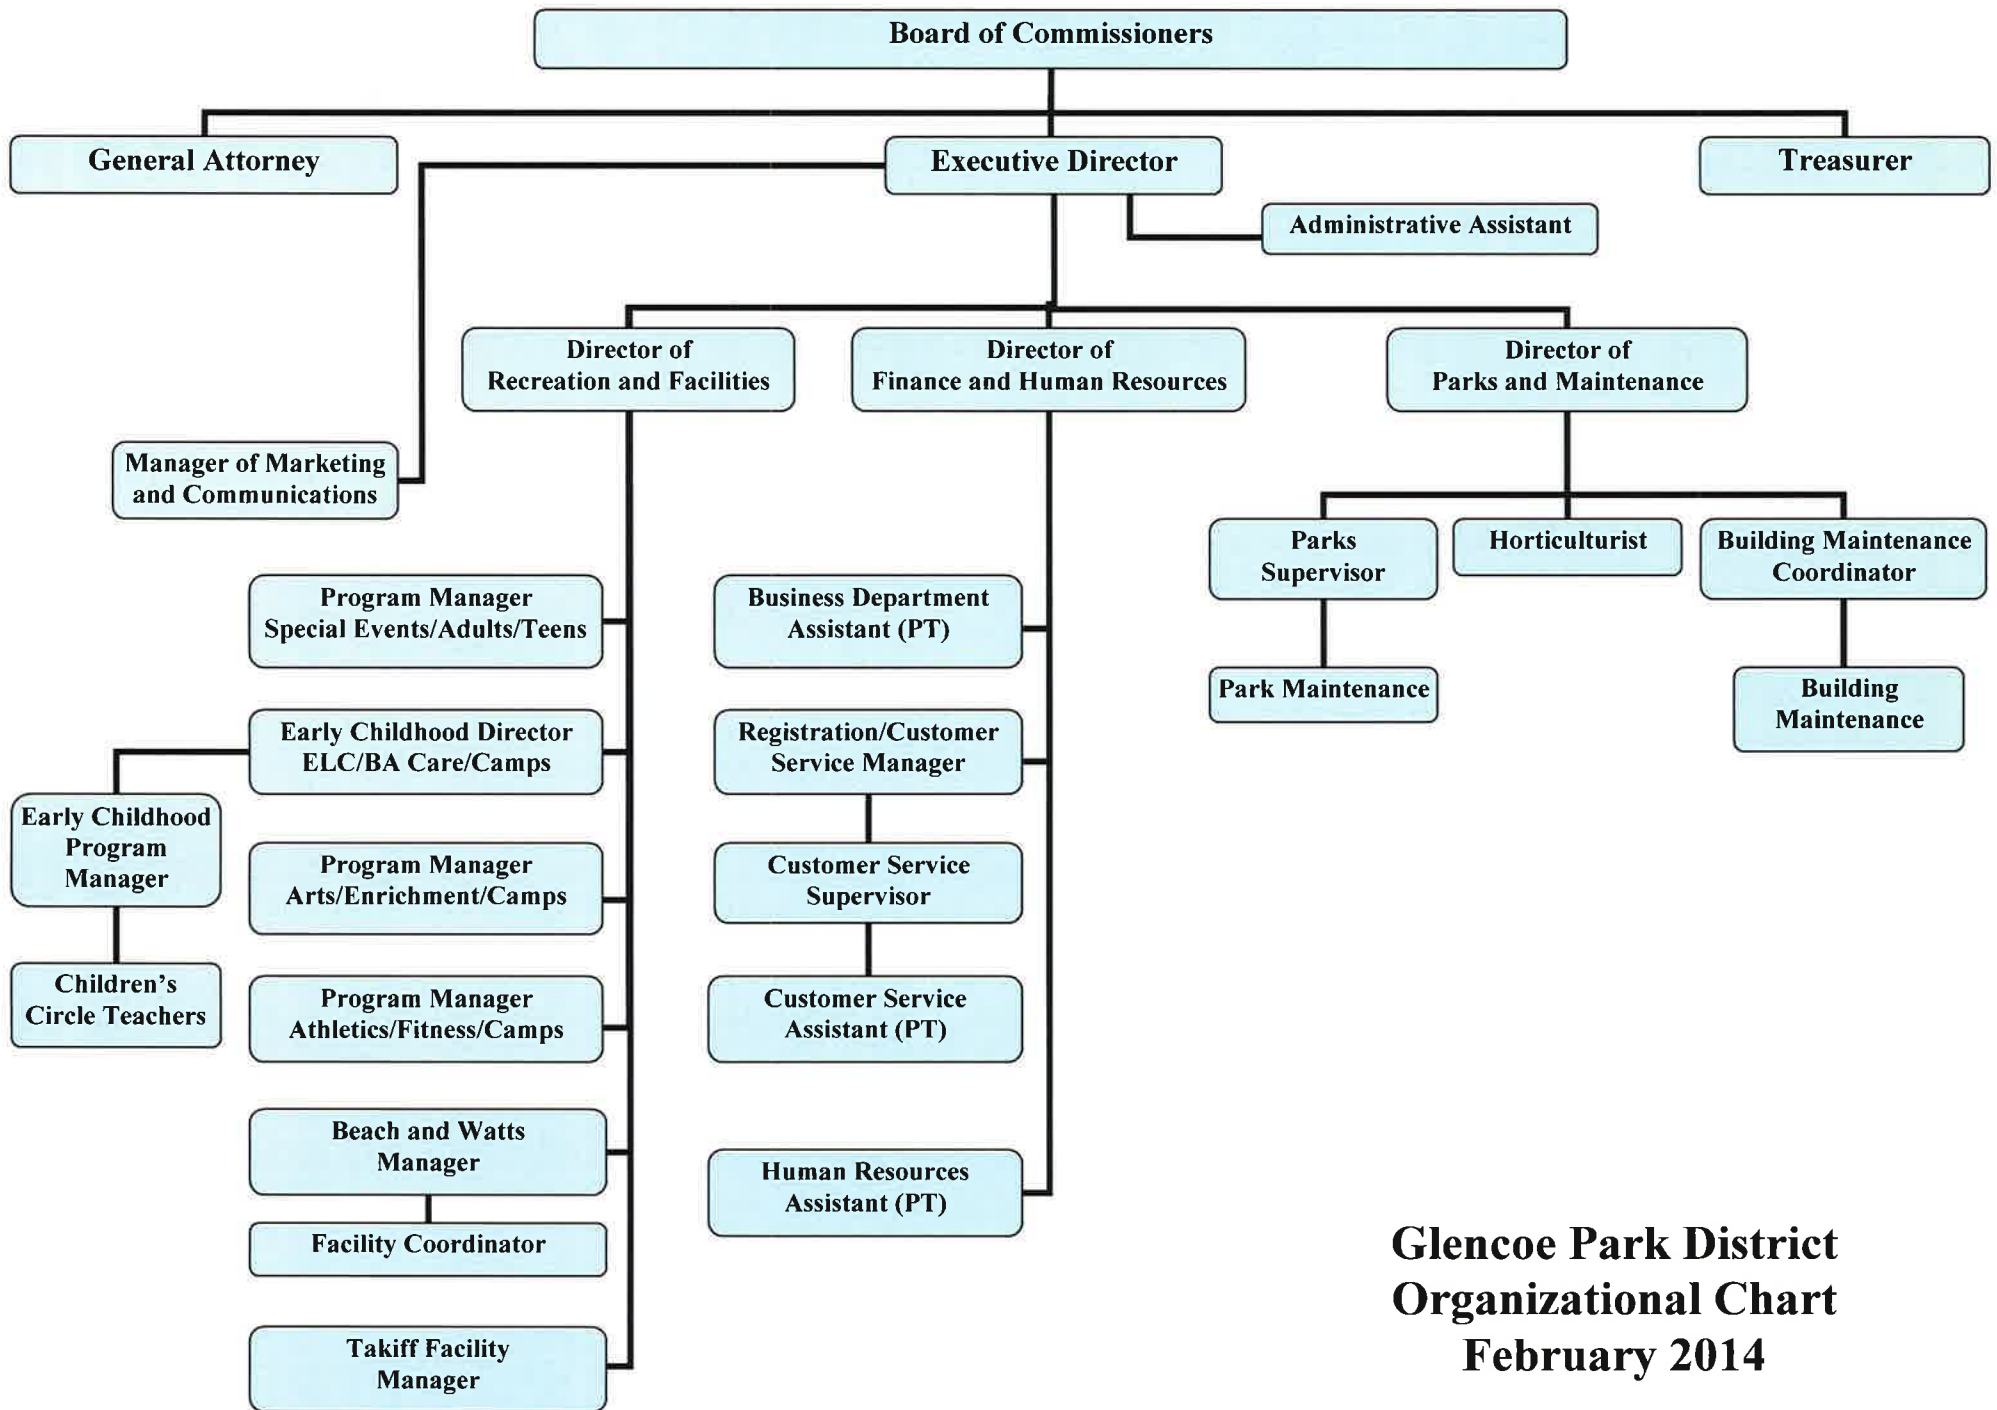 Board of Commissioners
General Attorney
Executive Director
Treasurer
Administrative Assistant
Director of
Recreation and Facilities
Director of
Finance and Human Resources
Director of
Parks and Maintenance
Manager of Marketing
and Communications
Parks
Supervisor
Horticulturist
Building Maintenance
Coordinator
Program Manager
Special Events/Adults/Teens
Business Department
Assistant (PT)
Park Maintenance
Building
Maintenance
Early Childhood Director
ELC/BA Care/Camps
Registration/Customer
Service Manager
Early Childhood
Program
Manager
Program Manager
Arts/Enrichment/Camps
Customer Service
Supervisor
Children's
Circle Teachers
Program Manager
Athletics/Fitness/Camps
Customer Service
Assistant (PT)
Beach and Watts
Manager
Human Resources
Assistant (PT)
Facility Coordinator
Takiff Facility
Manager
Glencoe Park District
Organizational Chart
February 2014